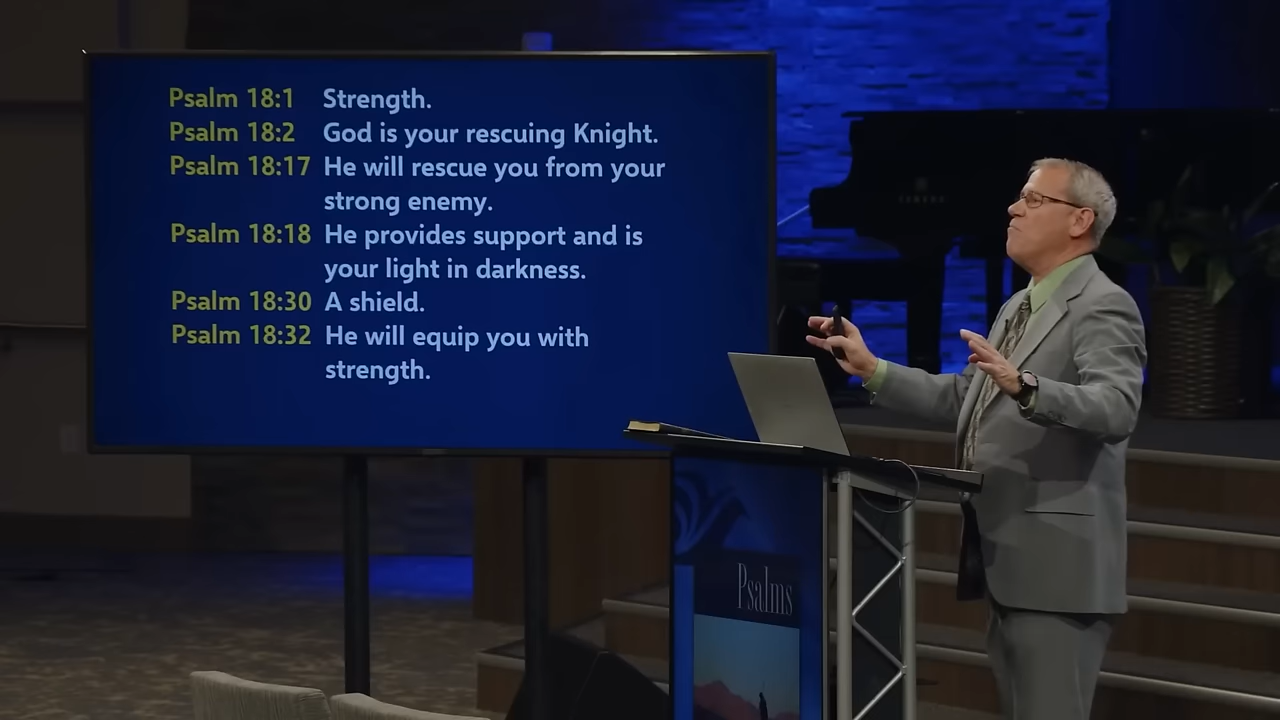 Psalm 18:1 Strength.
Psalm 18:2 God is your rescuing Knight.
Psalm 18:17 He will rescue you from your
strong enemy.
Psalm 18:18 He provides support and is
your light in darkness.
Psalm 18:30 A shield.
Psalm 18:32 He will equip you with
strength.
Psalms